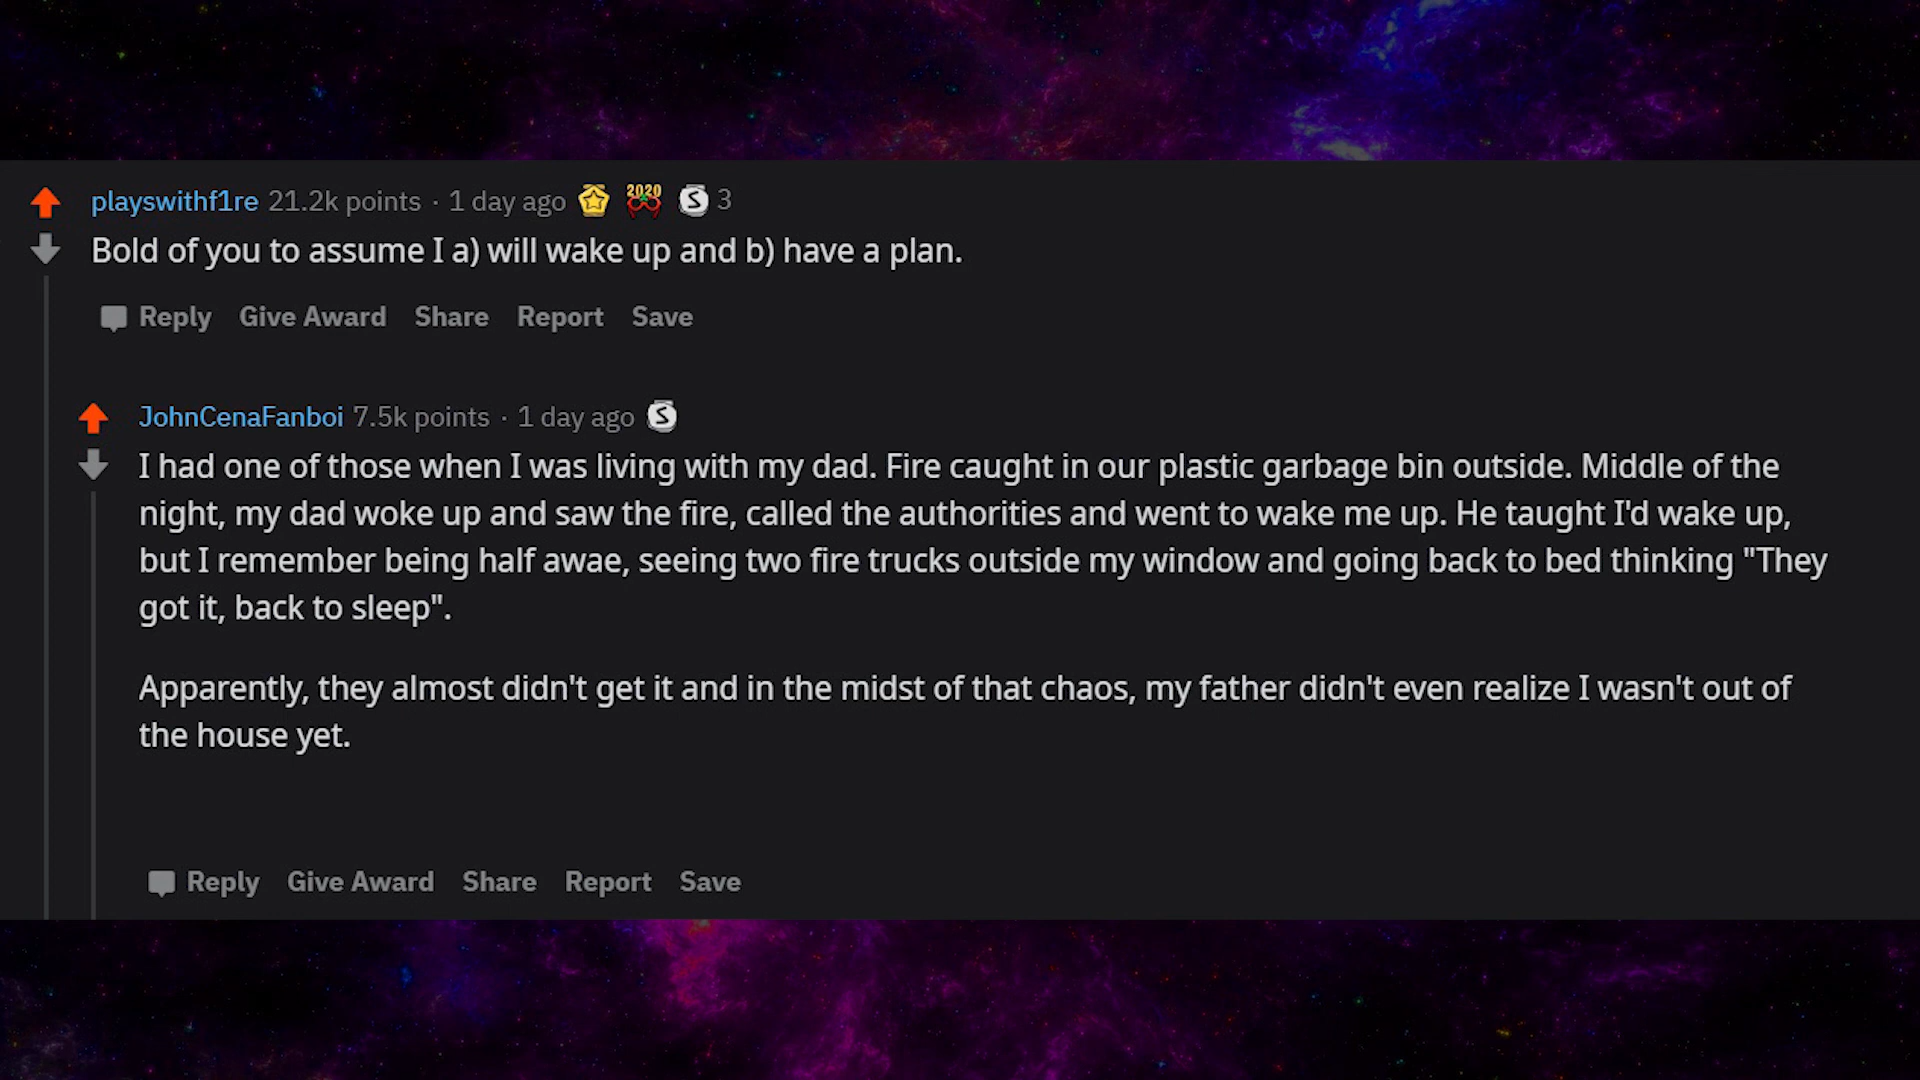 playswithf1re 21.2k points · 1 day ago 2020 S 3
Bold of you to assume I a) will wake up and b) have a plan.
Reply Give Award Share Report Save
JohnCenaFanboi 7.5k points · 1 day ago S
I had one of those when I was living with my dad. Fire caught in our plastic garbage bin outside. Middle of the
night, my dad woke up and saw the fire, called the authorities and went to wake me up. He taught I'd wake up,
but I remember being half awae, seeing two fire trucks outside my window and going back to bed thinking "They
got it, back to sleep".
Apparently, they almost didn't get it and in the midst of that chaos, my father didn't even realize I wasn't out of
the house yet.
Reply Give Award Share Report Save